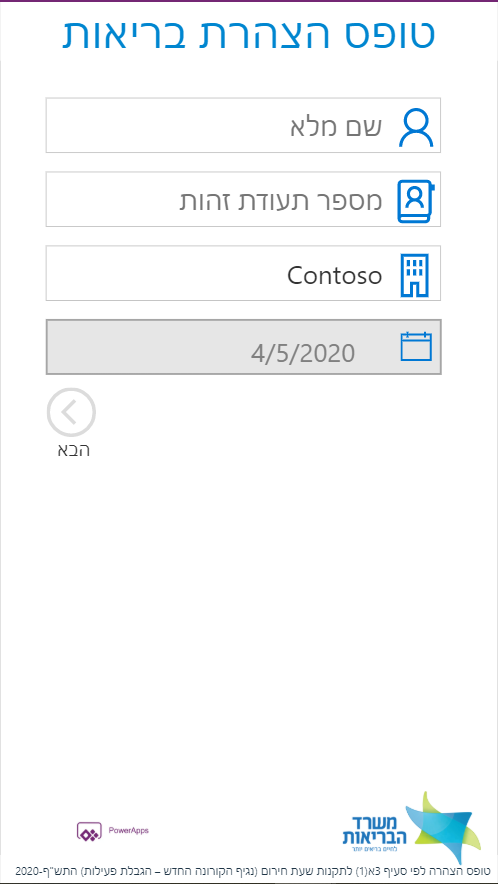 טופס הצהרת בריאות
שם מלא
מספר תעודת זהות
Contoso
4/5/2020
הבא
משרד
הבריאות
לחיים בריאים יותר
PowerApps
טופס הצהרה לפי סעיף 3א(1) לתקנות שעת חירום (נגיף הקורונה החדש – הגבלת פעילות) התש"ף-2020